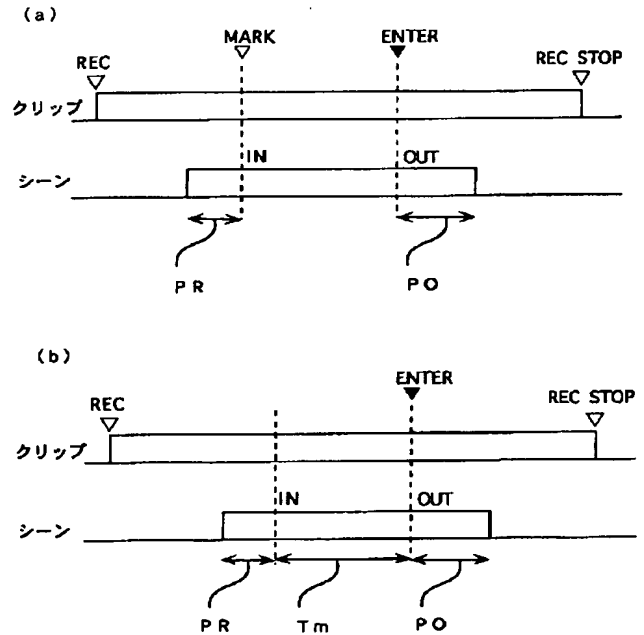 (a)
MARK ENTER
REC REC STOP
クリップ
IN OUT
シーン
PR PO
(b)
ENTER
REC REC STOP
クリップ
IN OUT
シーン
PR Tm PO